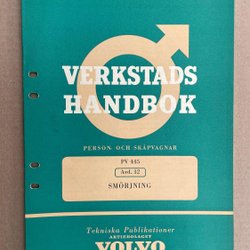 VERKSTADS
HANDBOK
PERSON OCH SKÅPVAGNAR
PV 445
Avd. 12
SMÖRJNING
Tekniska Publikationer
AKTIEBOLAGET
VOLVO